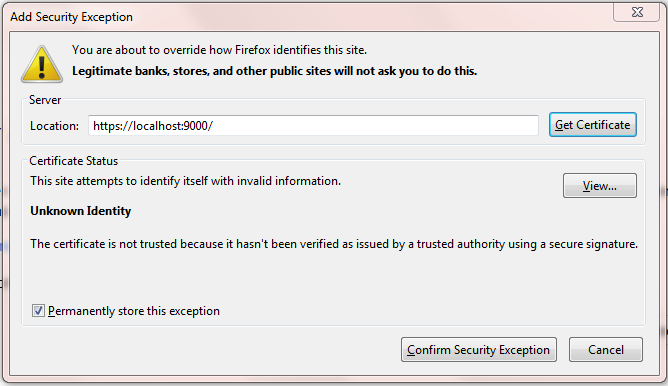 Add Security Exception
You are about to override how Firefox identifies this site.
Legitimate banks, stores, and other public sites will not ask you to do this.
Server
Location: https://localhost:9000/ Get Certificate
Certificate Status
This site attempts to identify itself with invalid information. View...
Unknown Identity
The certificate is not trusted because it hasn't been verified as issued by a trusted authority using a secure signature.
Permanently store this exception
Confirm Security Exception Cancel